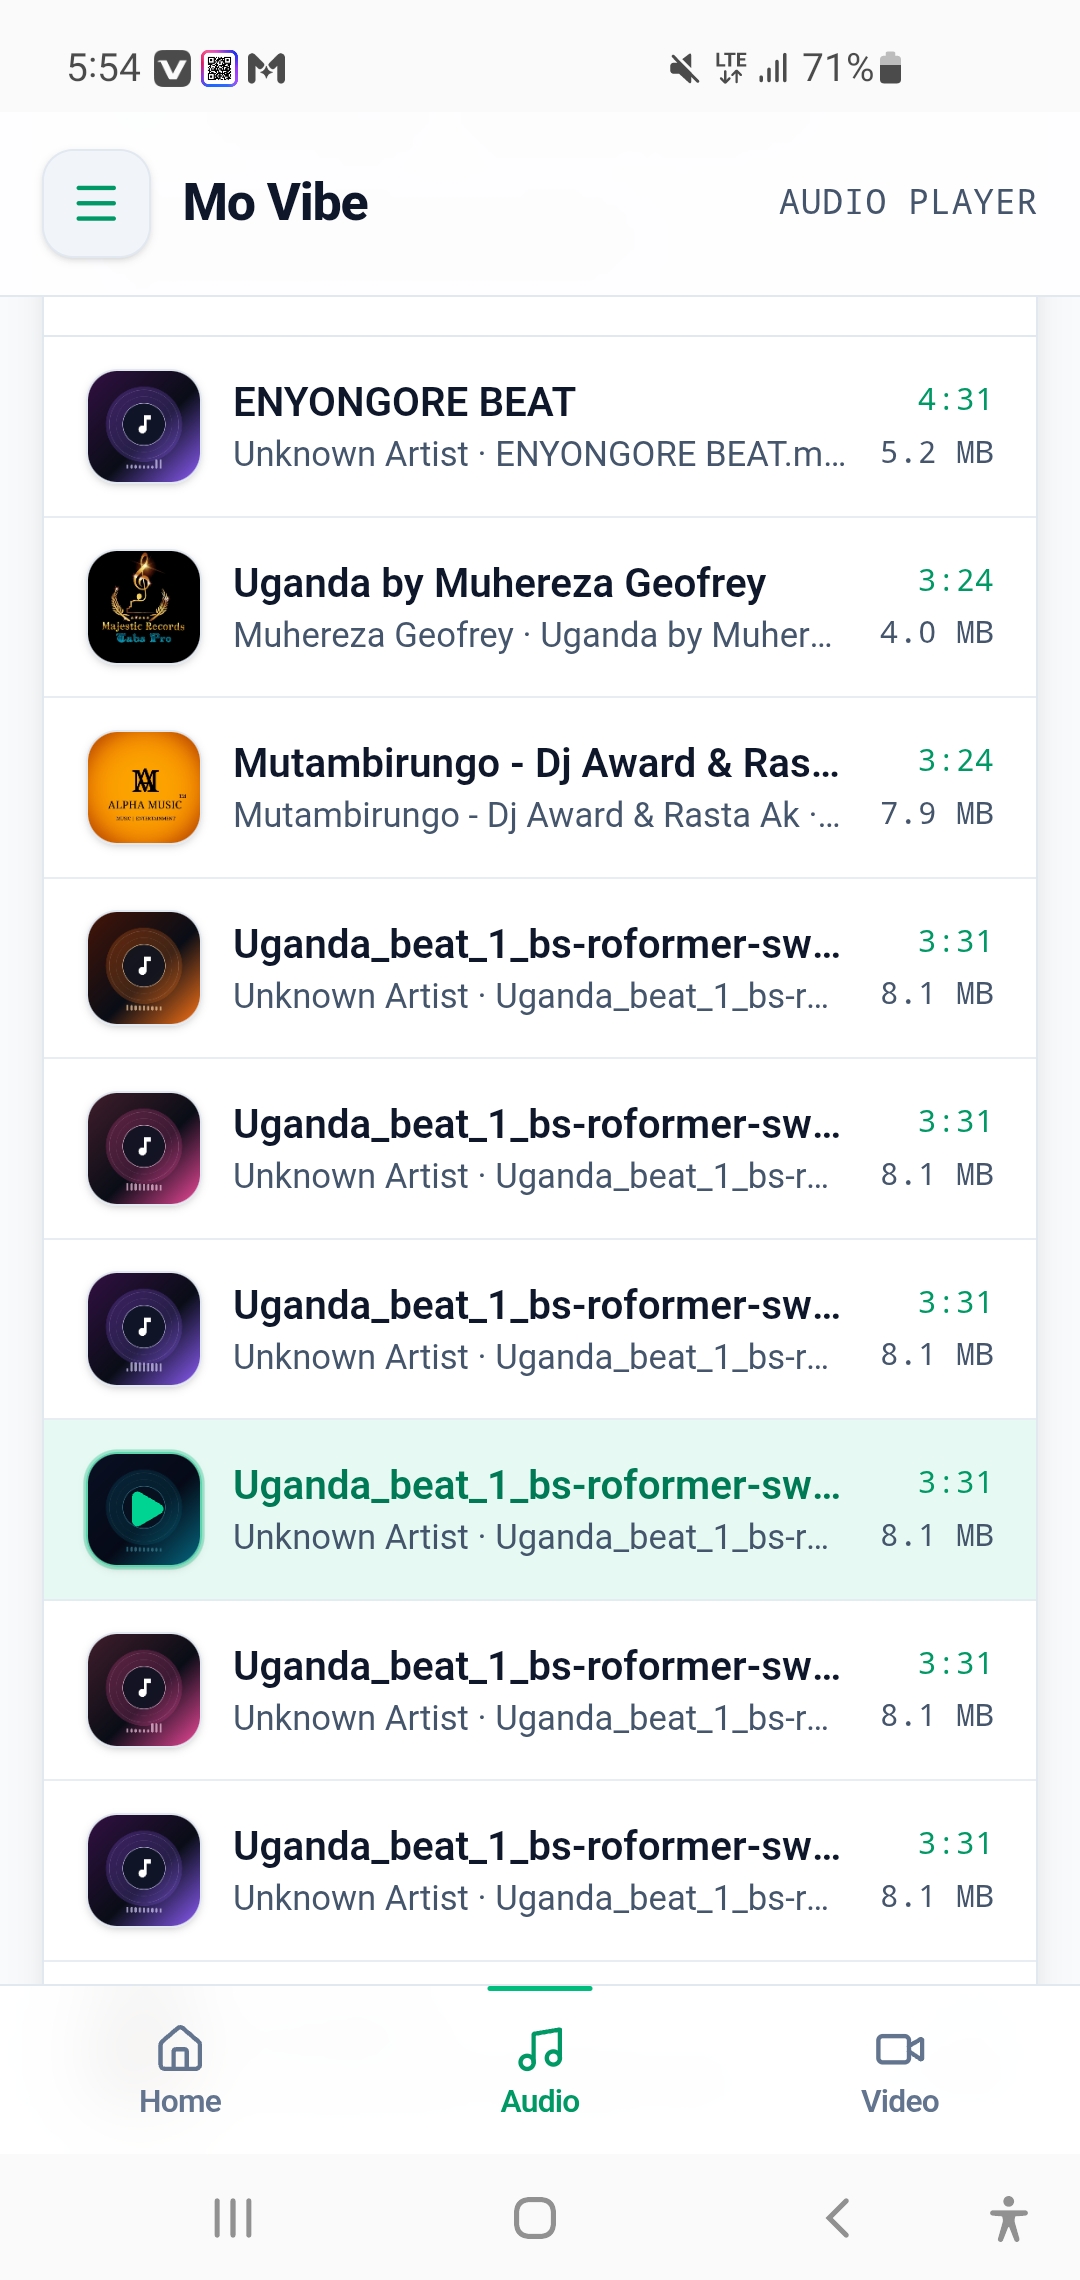 5:54
LTE
71%
Mo Vibe
AUDIO PLAYER
ENYONGORE BEAT
4:31
Unknown Artist · ENYONGORE BEAT.m...
5.2 MB
Majestic Records
Tabs Pro
Uganda by Muhereza Geofrey
3:24
Muhereza Geofrey · Uganda by Muher...
4.0 MB
ALPHA MUSIC
Mutambirungo - Dj Award & Ras...
3:24
Mutambirungo - Dj Award & Rasta Ak ·...
7.9 MB
Uganda_beat_1_bs-roformer-sw...
3:31
Unknown Artist · Uganda_beat_1_bs-r...
8.1 MB
Uganda_beat_1_bs-roformer-sw...
3:31
Unknown Artist · Uganda_beat_1_bs-r...
8.1 MB
Uganda_beat_1_bs-roformer-sw...
3:31
Unknown Artist · Uganda_beat_1_bs-r...
8.1 MB
Uganda_beat_1_bs-roformer-sw...
3:31
Unknown Artist · Uganda_beat_1_bs-r...
8.1 MB
Uganda_beat_1_bs-roformer-sw...
3:31
Unknown Artist · Uganda_beat_1_bs-r...
8.1 MB
Uganda_beat_1_bs-roformer-sw...
3:31
Unknown Artist · Uganda_beat_1_bs-r...
8.1 MB
Home
Audio
Video